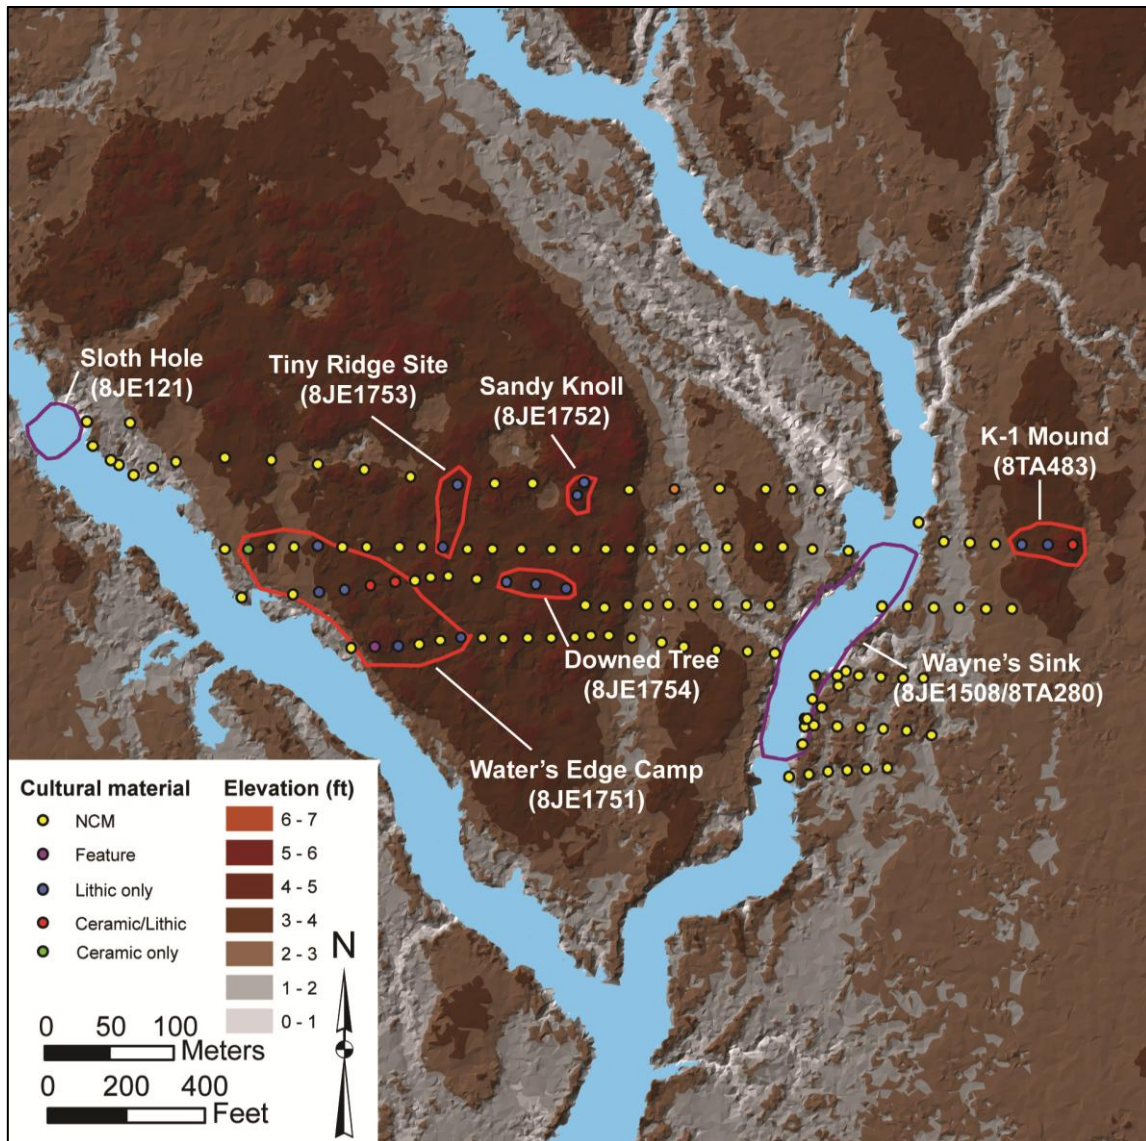 Sloth Hole
(8JE121)
Tiny Ridge Site
(8JE1753)
Sandy Knoll
(8JE1752)
K-1 Mound
(8TA483)
Downed Tree
(8JE1754)
Wayne's Sink
(8JE1508/8TA280)
Water's Edge Camp
(8JE1751)
Cultural material
NCM
Feature
Lithic only
Ceramic/Lithic
Ceramic only
Elevation (ft)
6 - 7
5 - 6
4 - 5
3 - 4
2 - 3
1 - 2
0 - 1
N
0 50 100
Meters
0 200 400
Feet